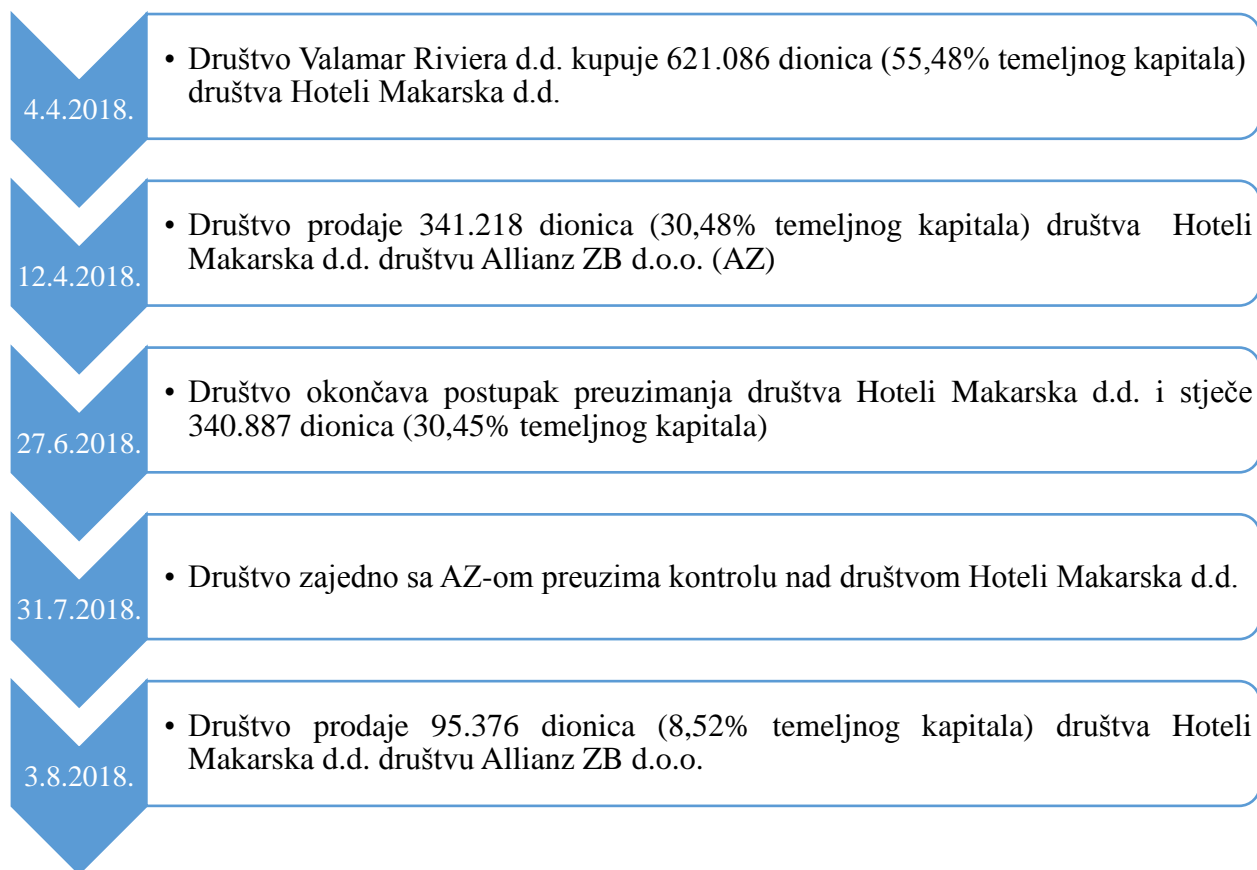 4.4.2018.
• Društvo Valamar Riviera d.d. kupuje 621.086 dionica (55,48% temeljnog kapitala)
društva Hoteli Makarska d.d.
12.4.2018.
• Društvo prodaje 341.218 dionica (30,48% temeljnog kapitala) društva Hoteli
Makarska d.d. društvu Allianz ZB d.o.o. (AZ)
27.6.2018.
• Društvo okončava postupak preuzimanja društva Hoteli Makarska d.d. i stječe
340.887 dionica (30,45% temeljnog kapitala)
31.7.2018.
• Društvo zajedno sa AZ-om preuzima kontrolu nad društvom Hoteli Makarska d.d.
3.8.2018.
• Društvo prodaje 95.376 dionica (8,52% temeljnog kapitala) društva Hoteli
Makarska d.d. društvu Allianz ZB d.o.o.